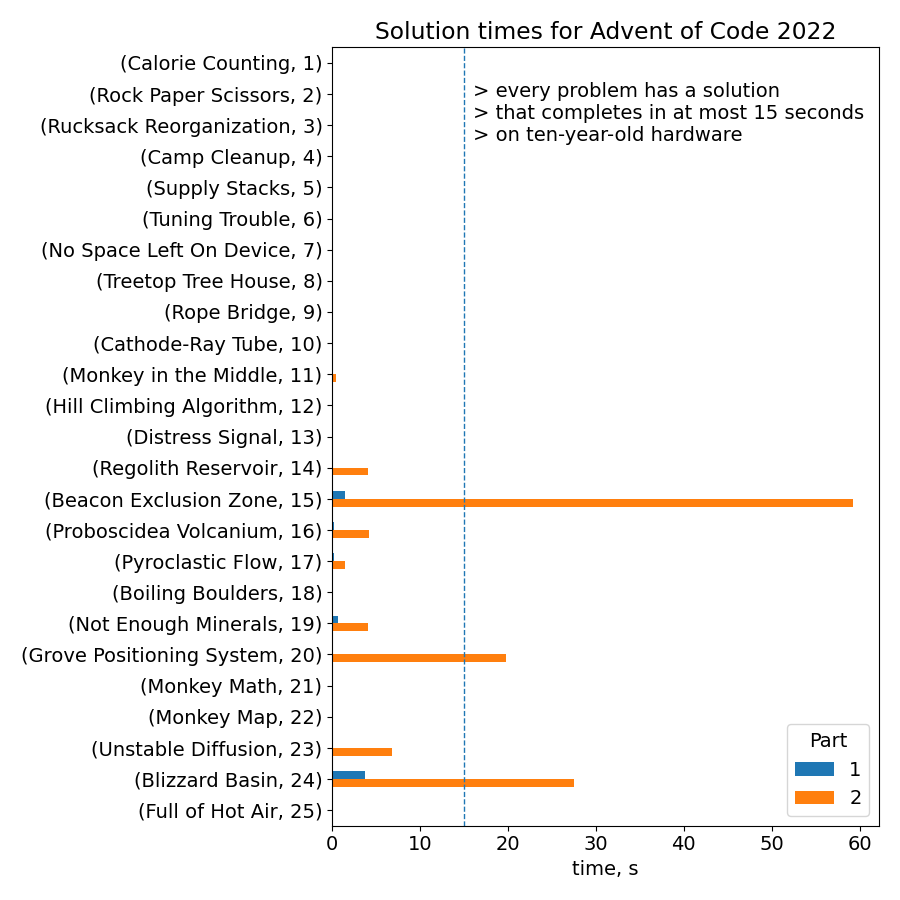 Solution times for Advent of Code 2022
(Calorie Counting, 1)
(Rock Paper Scissors, 2)
(Rucksack Reorganization, 3)
(Camp Cleanup, 4)
(Supply Stacks, 5)
(Tuning Trouble, 6)
(No Space Left On Device, 7)
(Treetop Tree House, 8)
(Rope Bridge, 9)
(Cathode-Ray Tube, 10)
(Monkey in the Middle, 11)
(Hill Climbing Algorithm, 12)
(Distress Signal, 13)
(Regolith Reservoir, 14)
(Beacon Exclusion Zone, 15)
(Proboscidea Volcanium, 16)
(Pyroclastic Flow, 17)
(Boiling Boulders, 18)
(Not Enough Minerals, 19)
(Grove Positioning System, 20)
(Monkey Math, 21)
(Monkey Map, 22)
(Unstable Diffusion, 23)
(Blizzard Basin, 24)
(Full of Hot Air, 25)
> every problem has a solution
> that completes in at most 15 seconds
> on ten-year-old hardware
Part
1
2
0 10 20 30 40 50 60
time, s